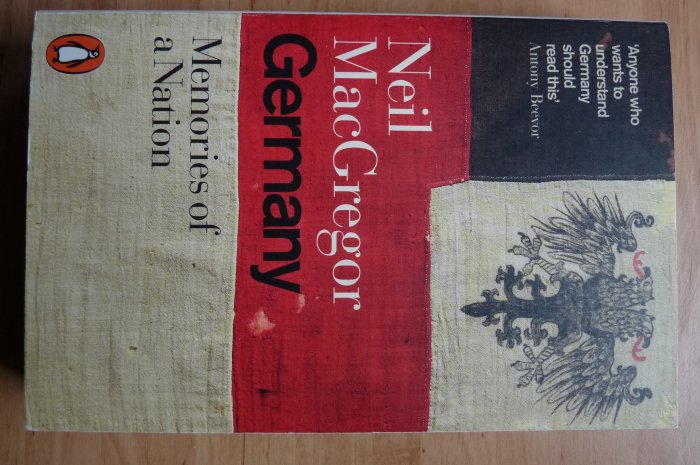 'Anyone who
wants to
understand
Germany
should
read this'
Antony Beevor
Neil
MacGregor
Germany
Memories of
a Nation